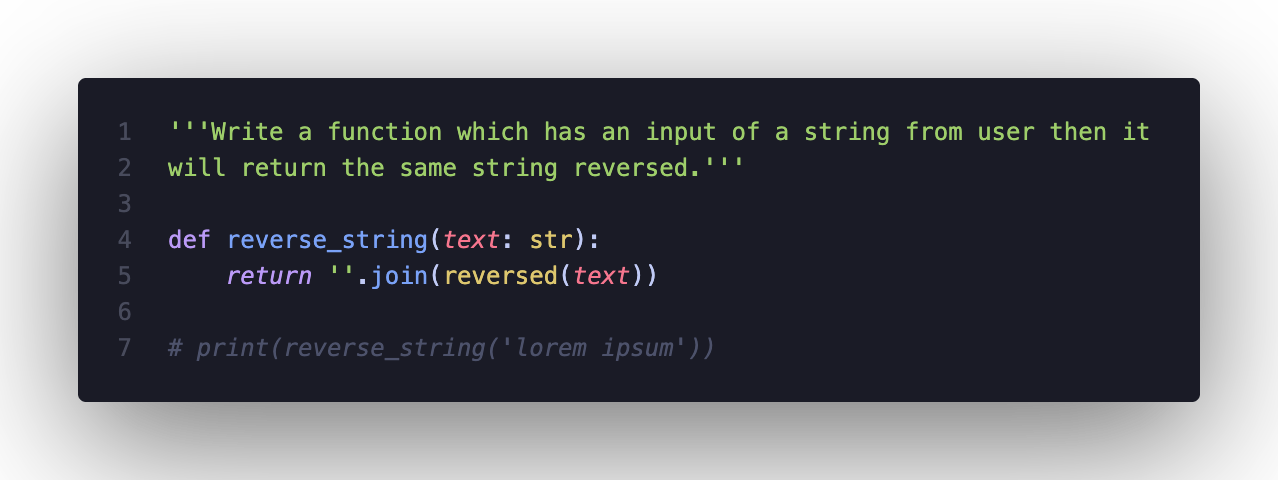 1 '''Write a function which has an input of a string from user then it
2 will return the same string reversed.'''
3
4 def reverse_string(text: str):
5     return ''.join(reversed(text))
6
7 # print(reverse_string('lorem ipsum'))